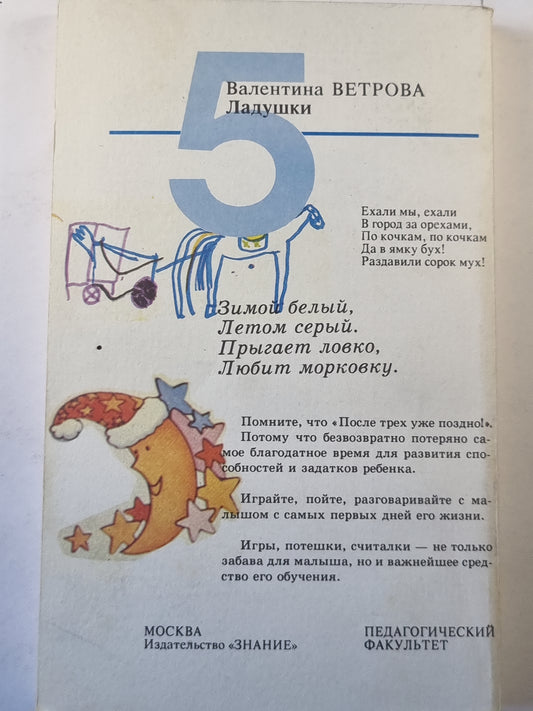 5
Валентина ВЕТРОВА
Ладушки
Ехали мы, ехали
В город за орехами,
По кочкам, по кочкам
Да в ямку бух!
Раздавили сорок мух!
Зимой белый,
Летом серый.
Прыгает ловко,
Любит морковку.
Помните, что «После трех уже поздно!».
Потому что безвозвратно потеряно са-
мое благодатное время для развития спо-
собностей и задатков ребенка.
Играйте, пойте, разговаривайте с ма-
лышом с самых первых дней его жизни.
Игры, потешки, считалки — не только
забава для малыша, но и важнейшее сред-
ство его обучения.
МОСКВА
Издательство «ЗНАНИЕ»
ПЕДАГОГИЧЕСКИЙ
ФАКУЛЬТЕТ